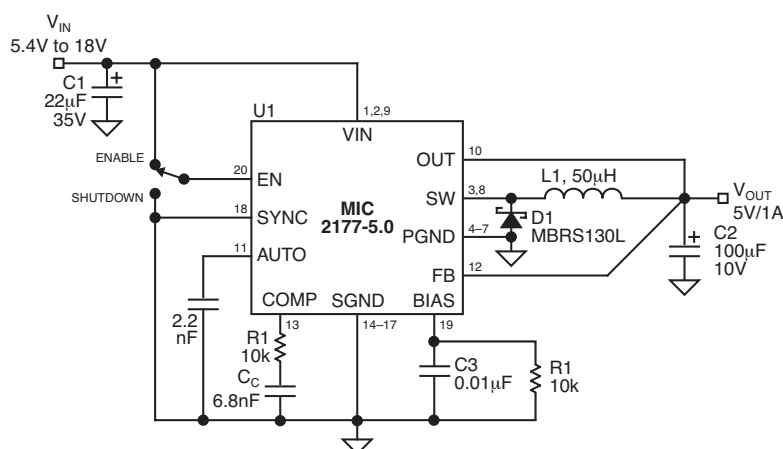 VIN
5.4V to 18V
C1
22µF
35V
U1
1,2,9
VIN
OUT
10
L1, 50µH
ENABLE
20
EN
SW
3,8
VOUT
5V/1A
SHUTDOWN
18
SYNC
MIC
2177-5.0
D1
MBRS130L
PGND
4–7
C2
100µF
10V
11
AUTO
FB
12
COMP
SGND
BIAS
2.2
nF
13
14–17
19
R1
10k
C3
0.01µF
R1
10k
CC
6.8nF